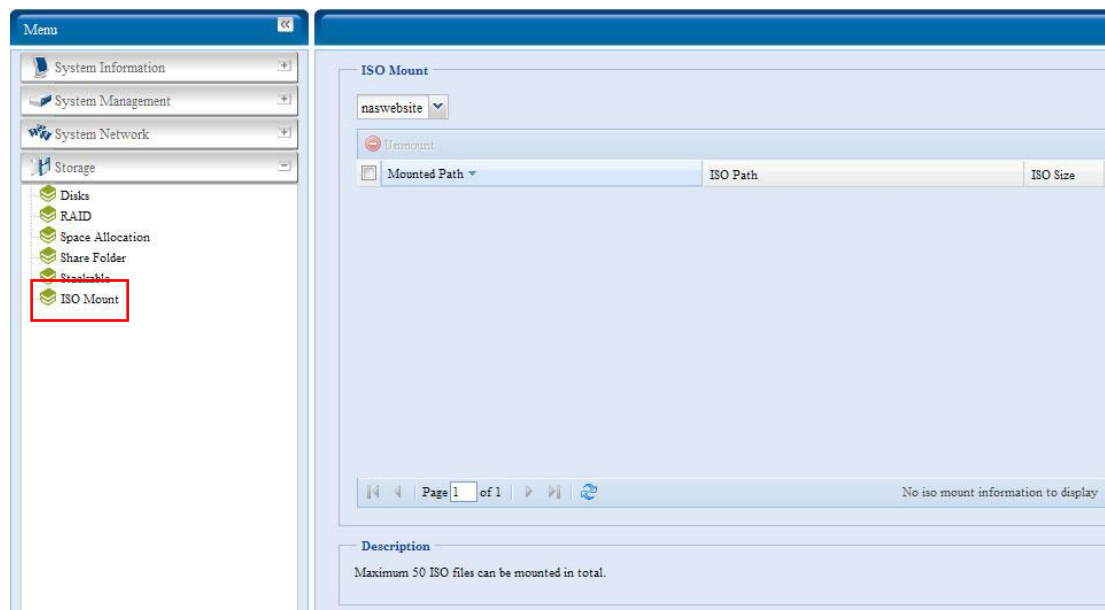 Menu
System Information
System Management
System Network
Storage
Disks
RAID
Space Allocation
Share Folder
Stackable
ISO Mount
ISO Mount
naswebsite
Unmount
Mounted Path ISO Path ISO Size
Page 1 of 1 No iso mount information to display
Description
Maximum 50 ISO files can be mounted in total.